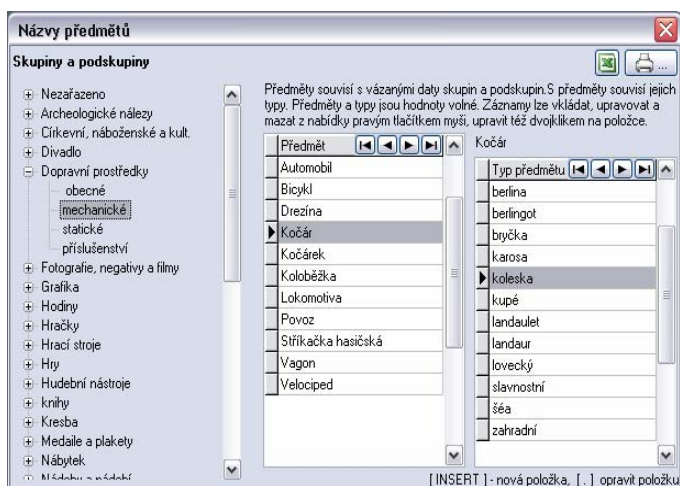 Názvy předmětů
Skupiny a podskupiny
Nezařazeno
Archeologické nálezy
Církevní, náboženské a kult.
Divadlo
Dopravní prostředky
obecné
mechanické
statické
příslušenství
Fotografie, negativy a filmy
Grafika
Hodiny
Hračky
Hrací stroje
Hry
Hudební nástroje
knihy
Kresba
Medaile a plakety
Nábytek
Nádoby a nádobí
...
Předměty souvisí s vázanými daty skupin a podskupin.S předměty souvisí jejich
typy. Předměty a typy jsou hodnoty volné. Záznamy lze vkládat, upravovat a
mazat z nabídky pravým tlačítkem myši, upravit též dvojklikem na položce.
Předmět
Automobil
Bicykl
Drezína
Kočár
Kočárek
Koloběžka
Lokomotiva
Povoz
Stříkačka hasičská
Vagon
Velociped
Kočár
Typ předmětu
berlina
berlingot
bryčka
karosa
koleska
kupé
landaulet
landaur
lovecký
slavnostní
šéa
zahradní
[ INSERT ] - nová položka, [ . ] opravit položku